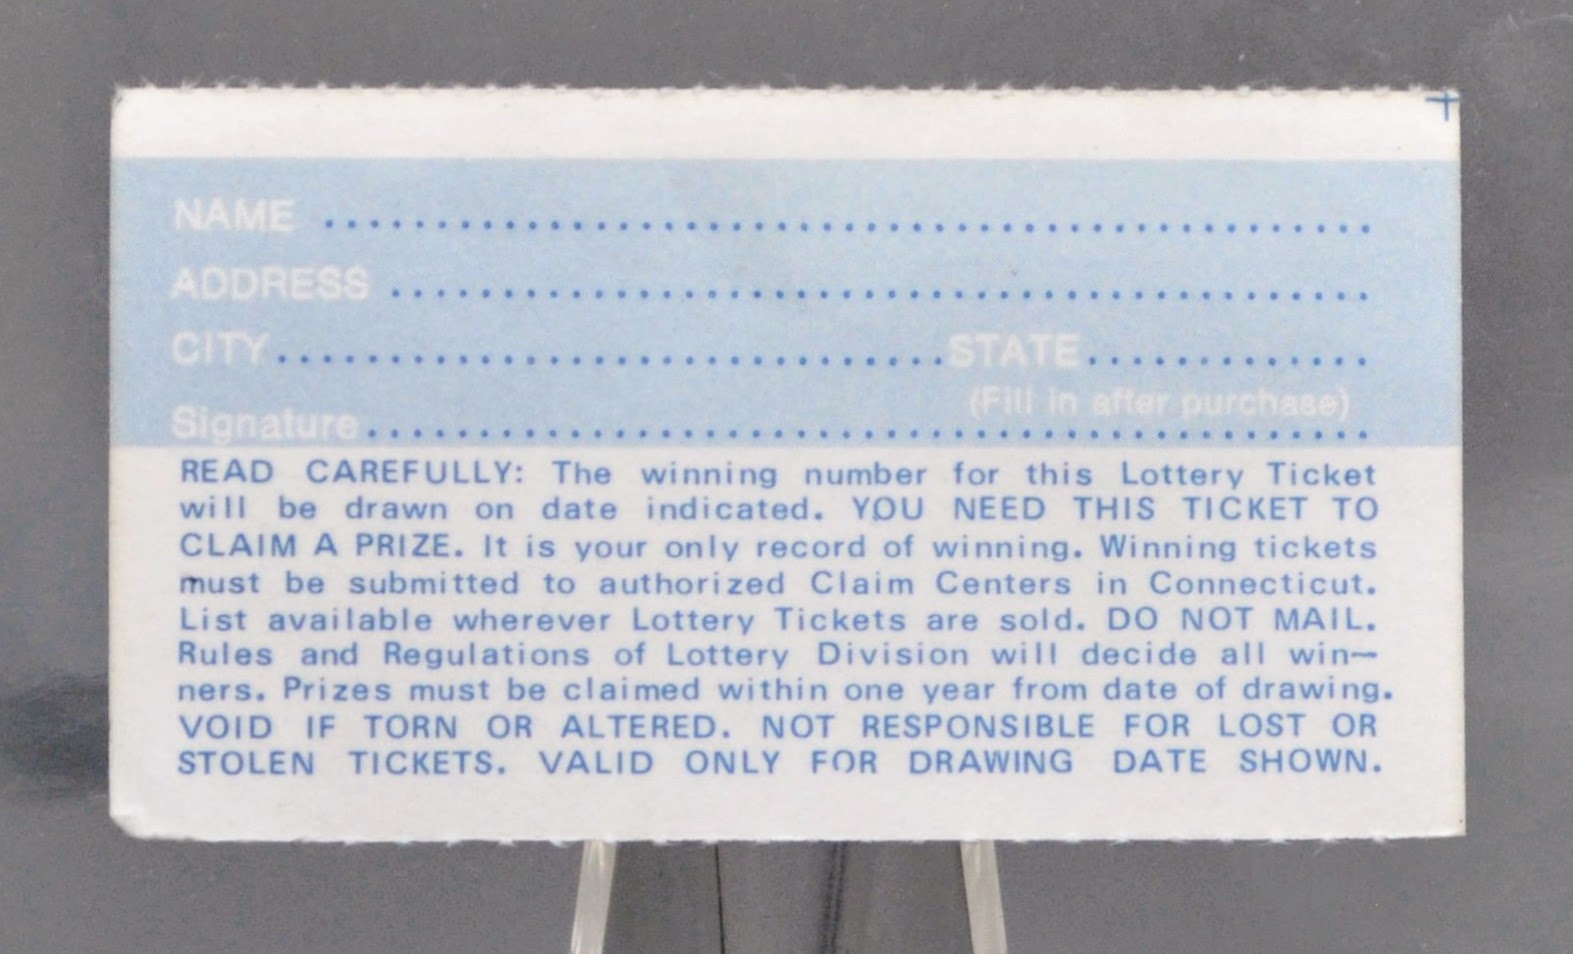 NAME ................................................
ADDRESS ............................................
CITY ..............................STATE.............
(Fill in after purchase)
Signature.............................................
READ CAREFULLY: The winning number for this Lottery Ticket
will be drawn on date indicated. YOU NEED THIS TICKET TO
CLAIM A PRIZE. It is your only record of winning. Winning tickets
must be submitted to authorized Claim Centers in Connecticut.
List available wherever Lottery Tickets are sold. DO NOT MAIL.
Rules and Regulations of Lottery Division will decide all win-
ners. Prizes must be claimed within one year from date of drawing.
VOID IF TORN OR ALTERED. NOT RESPONSIBLE FOR LOST OR
STOLEN TICKETS. VALID ONLY FOR DRAWING DATE SHOWN.